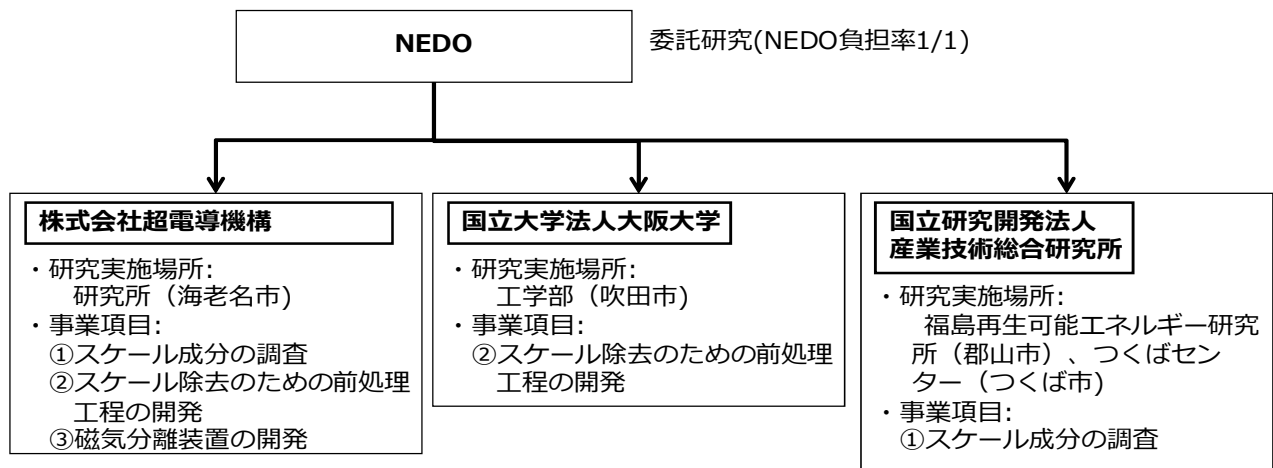 NEDO
委託研究(NEDO負担率1/1)
株式会社超電導機構
・研究実施場所:
研究所（海老名市)
・事業項目:
①スケール成分の調査
②スケール除去のための前処理
工程の開発
③磁気分離装置の開発
国立大学法人大阪大学
・研究実施場所:
工学部（吹田市)
・事業項目:
②スケール除去のための前処理
工程の開発
国立研究開発法人
産業技術総合研究所
・研究実施場所:
福島再生可能エネルギー研究
所（郡山市）、つくばセン
ター（つくば市)
・事業項目:
①スケール成分の調査